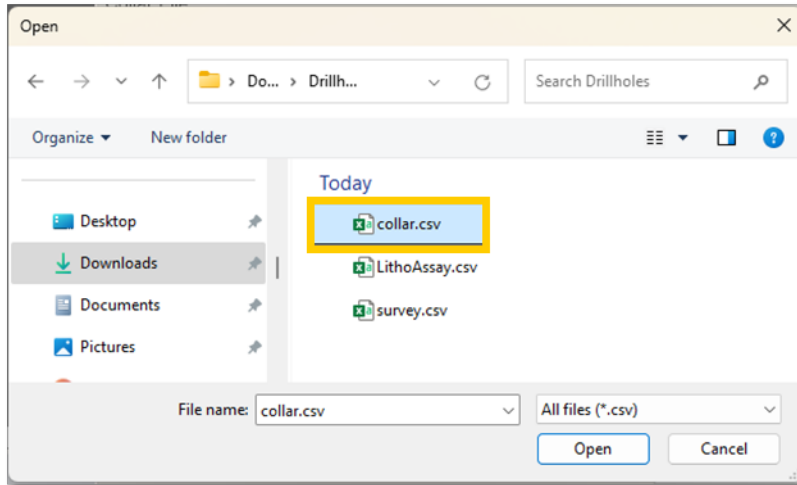 Open
Do... > Drillh...
Search Drillholes
Organize
New folder
?
Today
Desktop
collar.csv
Downloads
LithoAssay.csv
Documents
survey.csv
Pictures
File name: collar.csv
All files (*.csv)
Open
Cancel